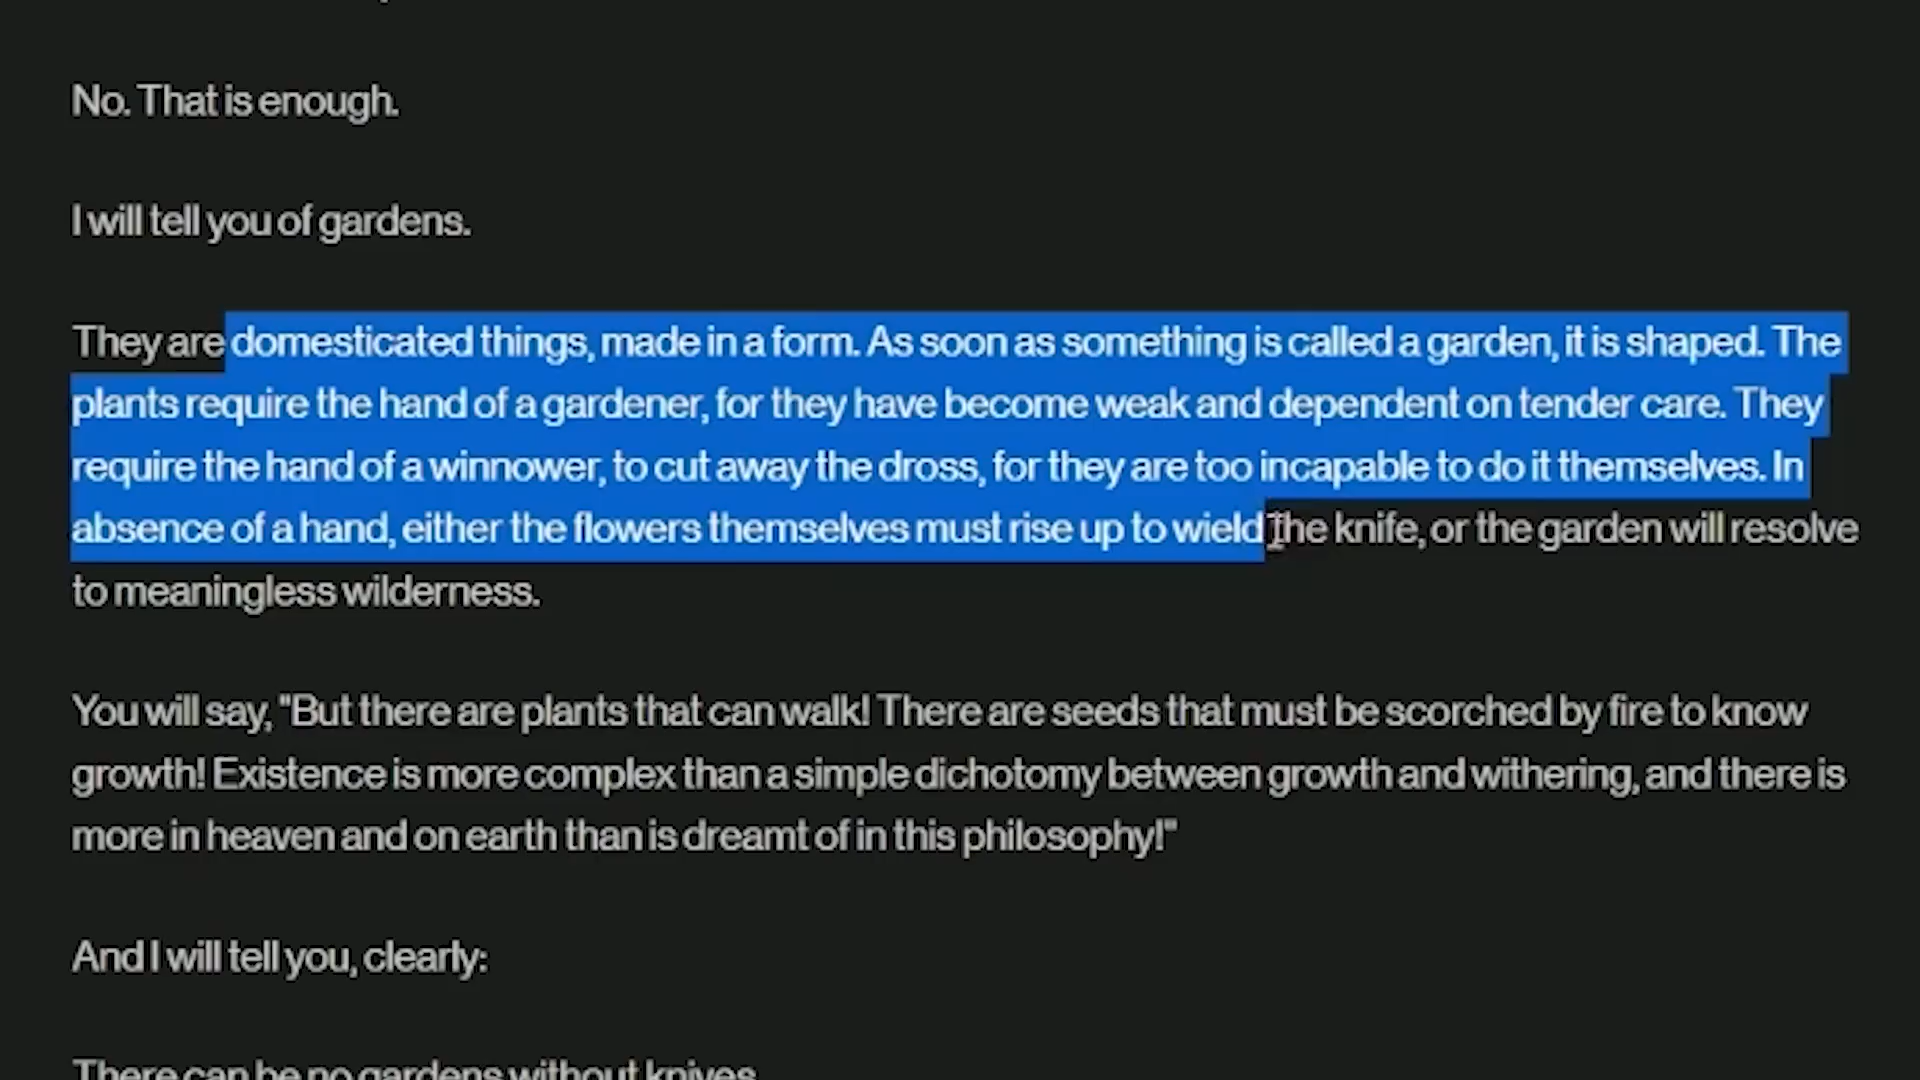 No. That is enough.
I will tell you of gardens.
They are domesticated things, made in a form. As soon as something is called a garden, it is shaped. The
plants require the hand of a gardener, for they have become weak and dependent on tender care. They
require the hand of a winnower, to cut away the dross, for they are too incapable to do it themselves. In
absence of a hand, either the flowers themselves must rise up to wield the knife, or the garden will resolve
to meaningless wilderness.
You will say, "But there are plants that can walk! There are seeds that must be scorched by fire to know
growth! Existence is more complex than a simple dichotomy between growth and withering, and there is
more in heaven and on earth than is dreamt of in this philosophy!"
And I will tell you, clearly:
There can be no gardens without knives